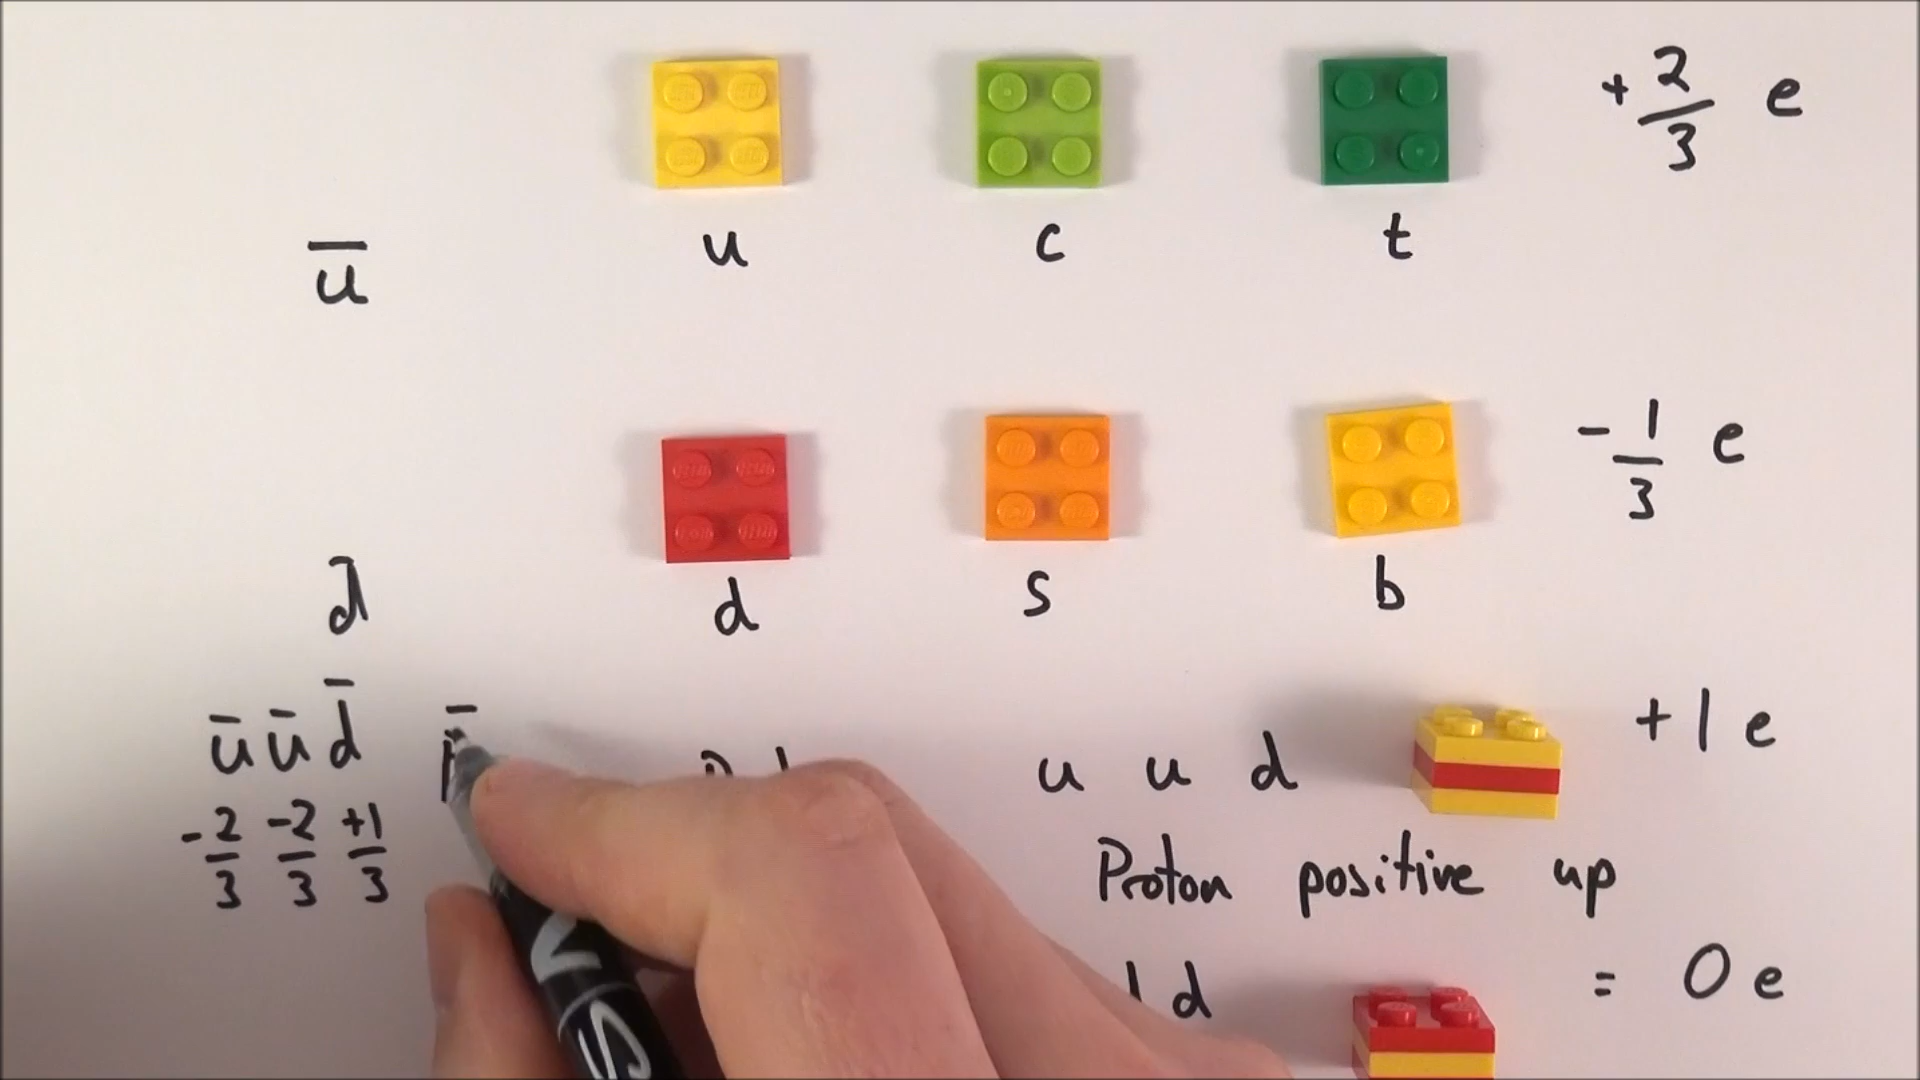 u c t +2/3 e
ū
d s b -1/3 e
d̄
ū ū d̄ p̄ u u d +1 e
-2/3 -2/3 +1/3
Proton positive up
d = 0 e